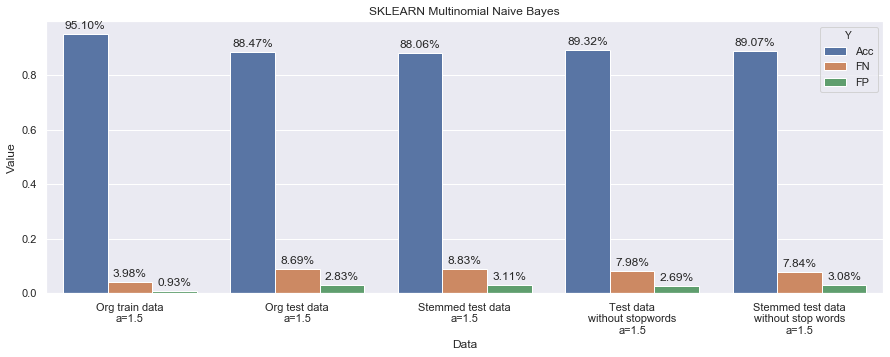 SKLEARN Multinomial Naive Bayes
95.10%
88.47%
88.06%
89.32%
89.07%
Y
Acc
FN
FP
Value
0.8
0.6
0.4
0.2
0.0
3.98%
0.93%
8.69%
2.83%
8.83%
3.11%
7.98%
2.69%
7.84%
3.08%
Org train data
a=1.5
Org test data
a=1.5
Stemmed test data
a=1.5
Test data
without stopwords
a=1.5
Stemmed test data
without stop words
a=1.5
Data